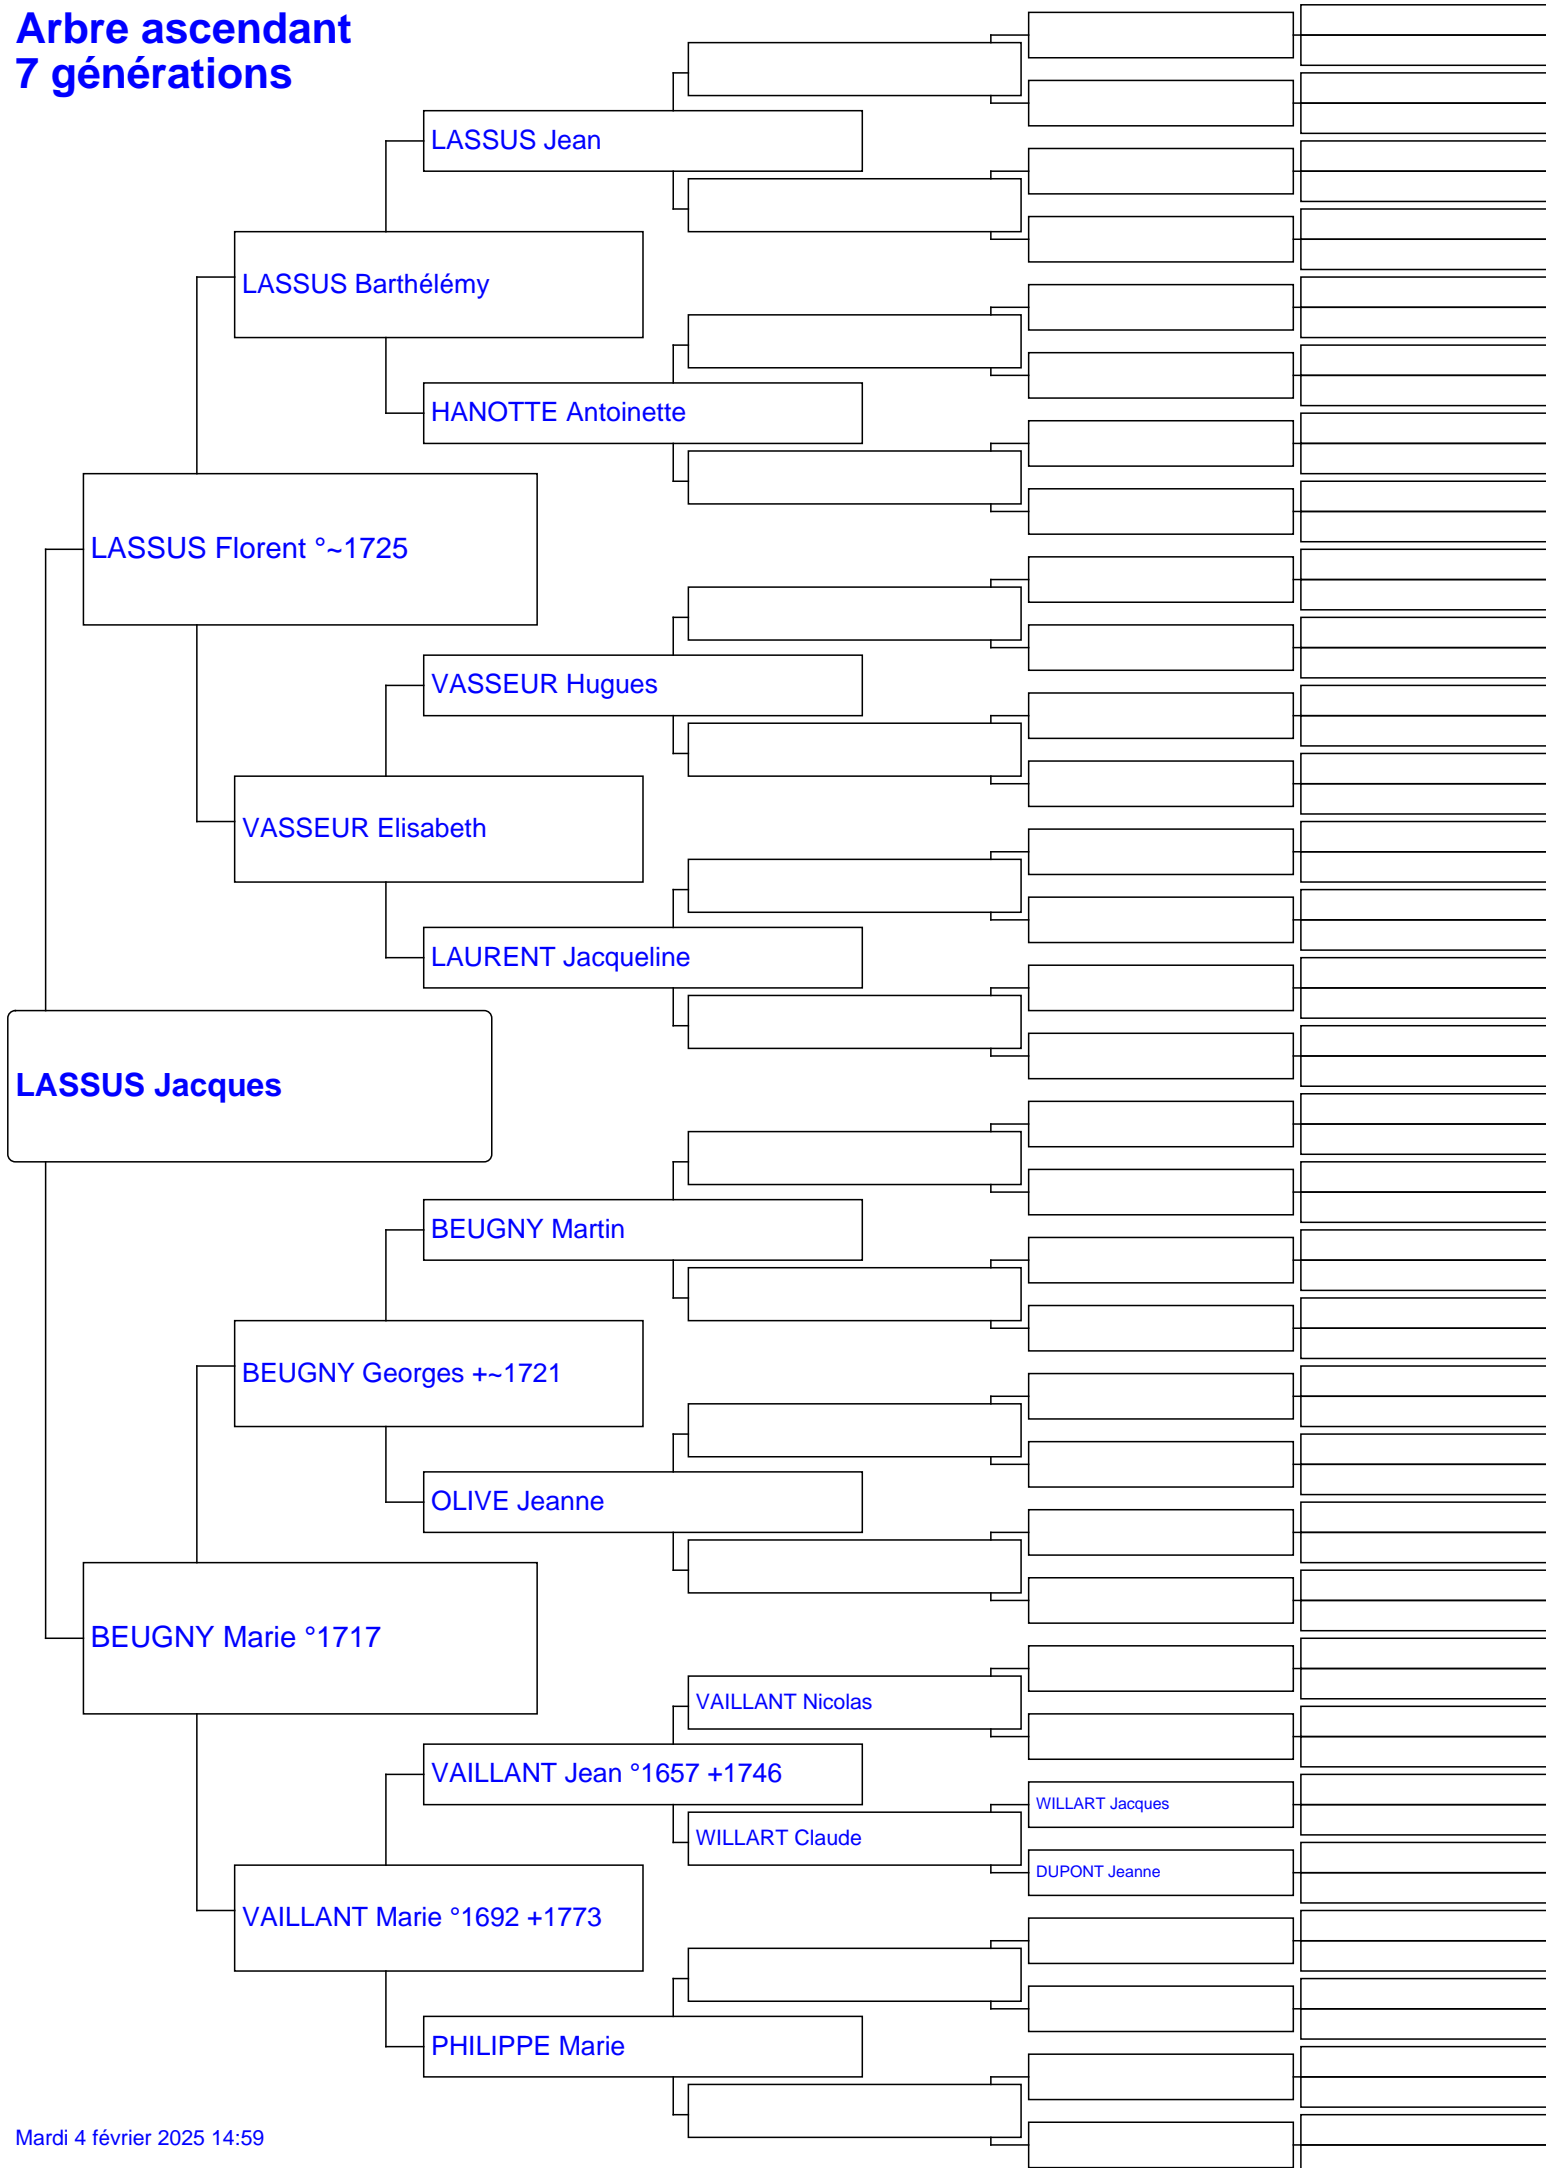 Arbre ascendant
7 générations
LASSUS Jean
LASSUS Barthélémy
HANOTTE Antoinette
LASSUS Florent °~1725
VASSEUR Hugues
VASSEUR Elisabeth
LAURENT Jacqueline
LASSUS Jacques
BEUGNY Martin
BEUGNY Georges +~1721
OLIVE Jeanne
BEUGNY Marie °1717
VAILLANT Nicolas
VAILLANT Jean °1657 +1746
WILLART Jacques
WILLART Claude
DUPONT Jeanne
VAILLANT Marie °1692 +1773
PHILIPPE Marie
Mardi 4 février 2025 14:59